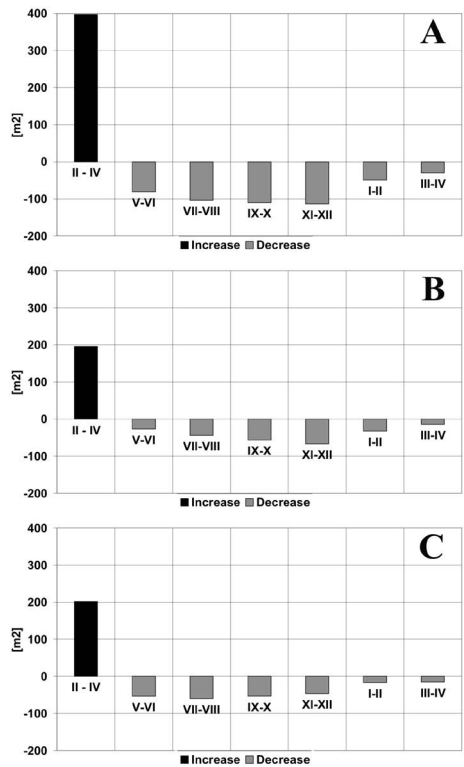 400
A
300
200
100
[m2]
0
II - IV
V-VI
VII-VIII
IX-X
XI-XII
I-II
III-IV
-100
-200
Increase Decrease
400
B
300
200
100
[m2]
0
II - IV
V-VI
VII-VIII
IX-X
XI-XII
I-II
III-IV
-100
-200
Increase Decrease
400
C
300
200
100
[m2]
0
II - IV
V-VI
VII-VIII
IX-X
XI-XII
I-II
III-IV
-100
-200
Increase Decrease